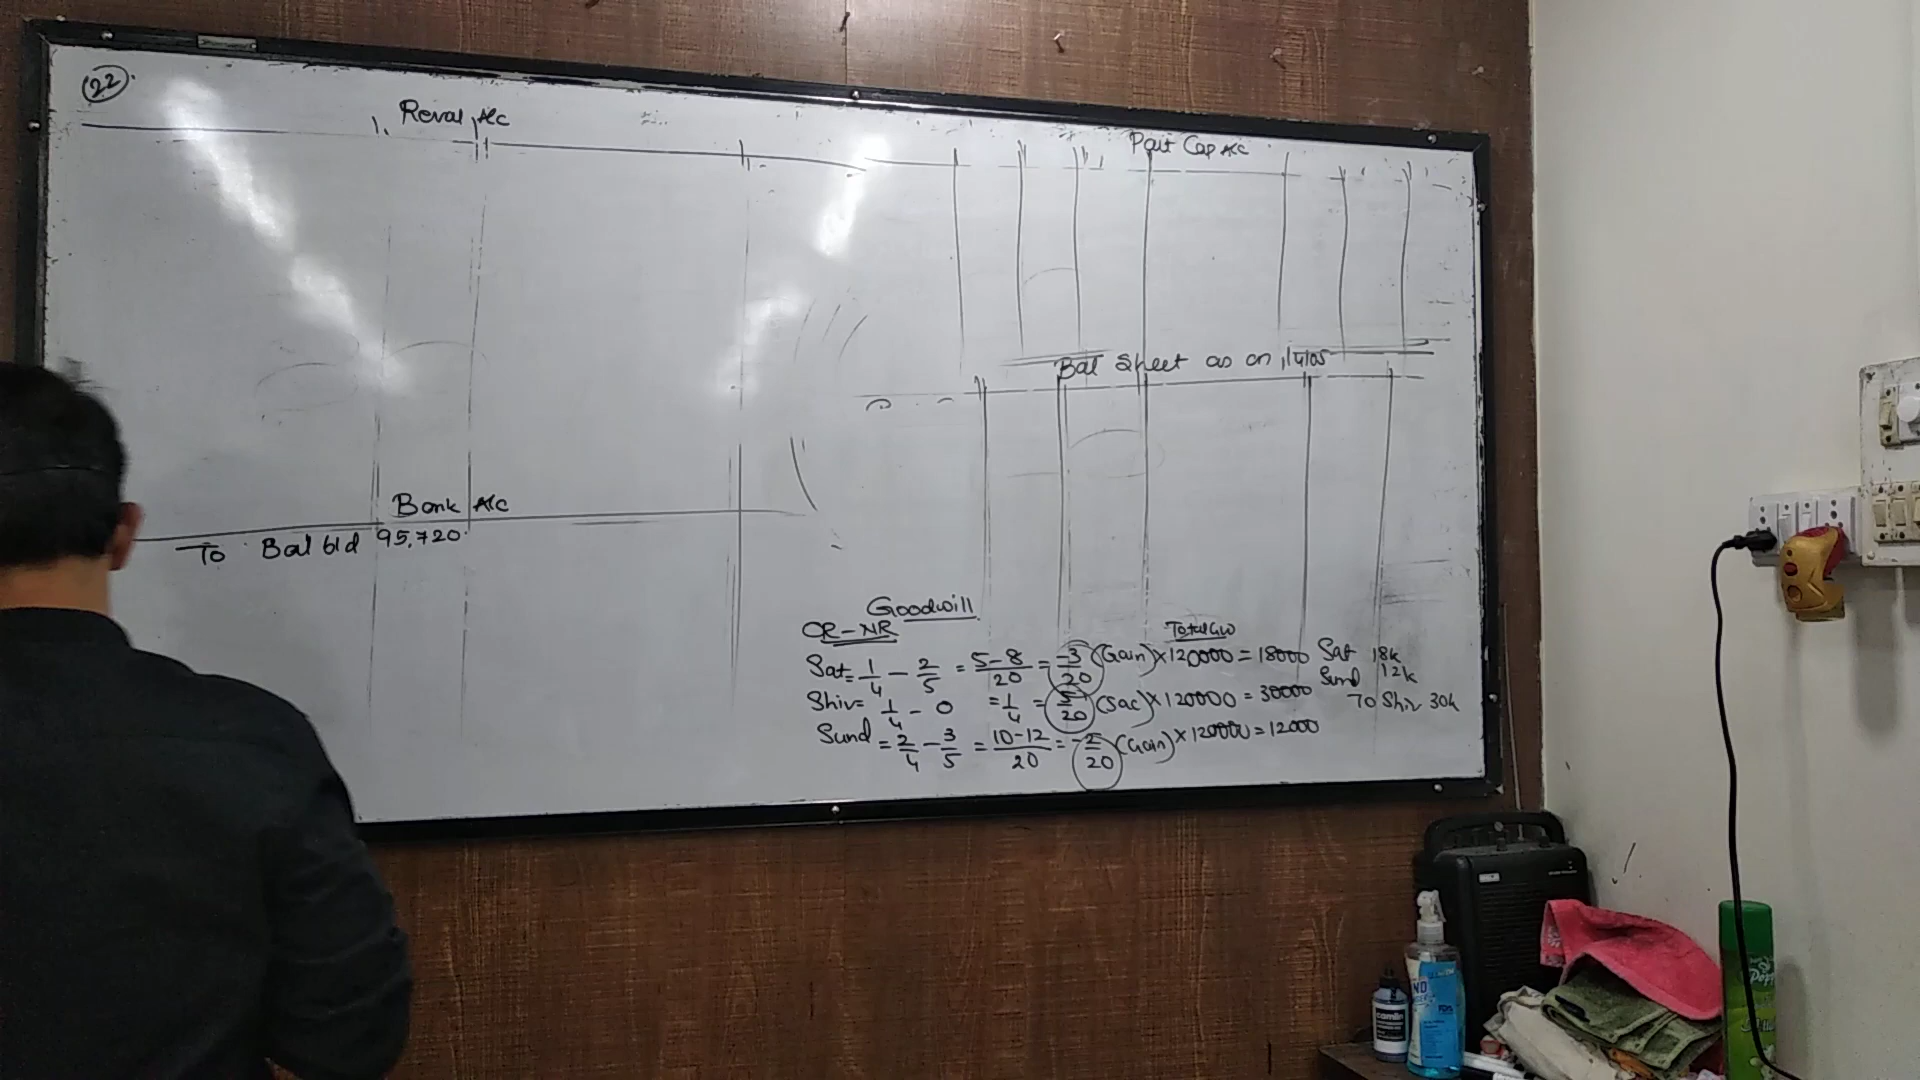 22
Reval A/c
Part Cap A/c
Bal Sheet as on 1/4/05
Bank A/c
To Bal b/d 95,720
Goodwill
OR-NR
Total GW
Sat = 1/4 - 2/5 = 5-8/20 = -3/20 (Gain) × 120000 = 18000
Shiv = 1/4 - 0 = 1/4 = 5/20 (Sac) × 120000 = 30000
Sund = 2/4 - 3/5 = 10-12/20 = -2/20 (Gain) × 120000 = 12000
Sat 18k
Sund 12k
To Shiv 30k
camlin